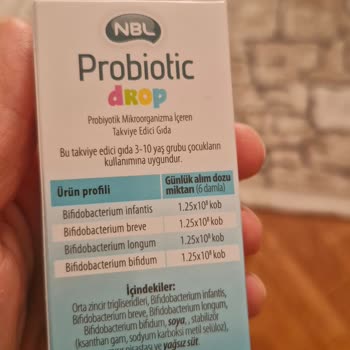 NBL
Probiotic
drop
Probiyotik Mikroorganizma İçeren
Takviye Edici Gıda
Bu takviye edici gıda 3-10 yaş grubu çocukların
kullanımına uygundur.
Ürün profili Günlük alım dozu
miktarı (6 damla)
Bifidobacterium infantis 1.25x10⁸ kob
Bifidobacterium breve 1.25x10⁸ kob
Bifidobacterium longum 1.25x10⁸ kob
Bifidobacterium bifidum 1.25x10⁸ kob
İçindekiler:
Orta zincir trigliseridleri, Bifidobacterium infantis,
Bifidobacterium breve, Bifidobacterium longum,
Bifidobacterium bifidum, soya, stabilizör
(ksanthan gam, sodyum karboksi metil selüloz),
nişastası ve yağsız süt